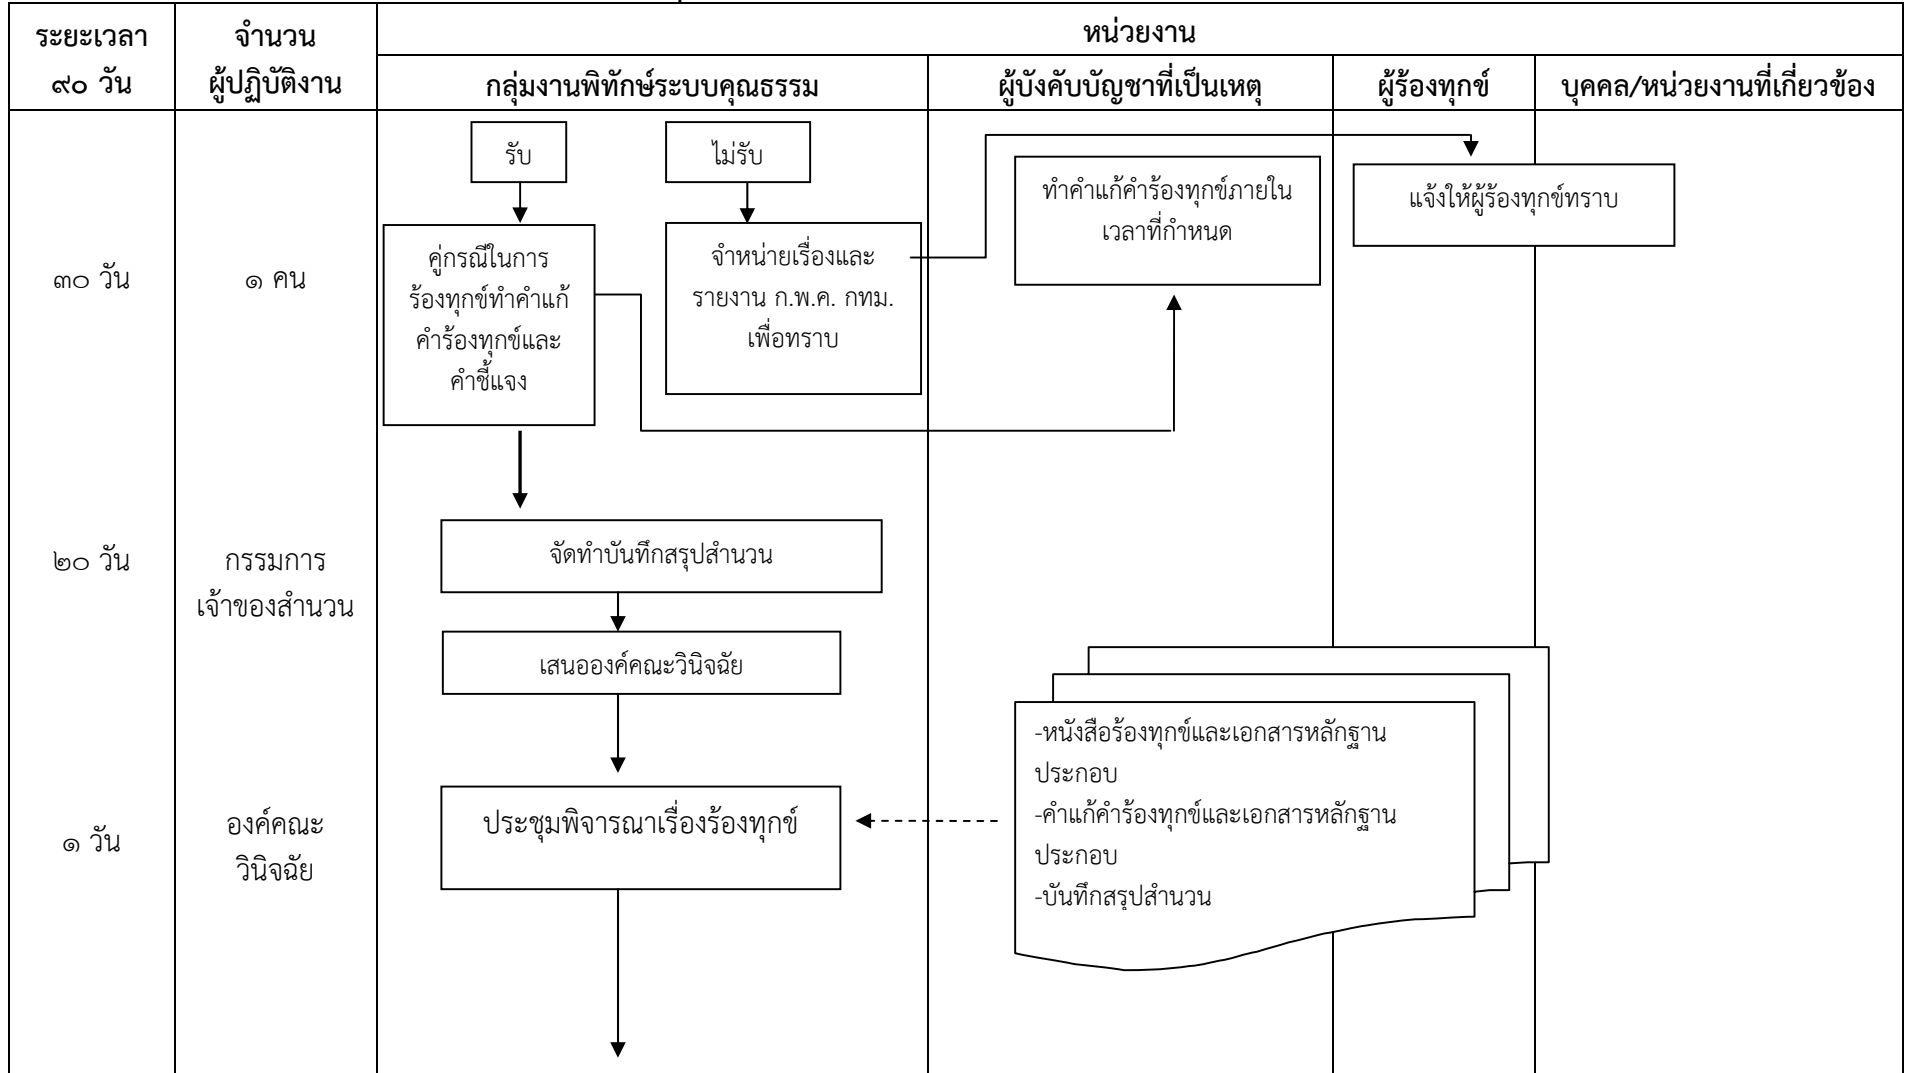 ระยะเวลา
๙๐ วัน
จำนวน
ผู้ปฏิบัติงาน
หน่วยงาน
กลุ่มงานพิทักษ์ระบบคุณธรรม
ผู้บังคับบัญชาที่เป็นเหตุ
ผู้ร้องทุกข์
บุคคล/หน่วยงานที่เกี่ยวข้อง
๓๐ วัน
๑ คน
รับ
ไม่รับ
คู่กรณีในการ
ร้องทุกข์ทำคำแก้
คำร้องทุกข์และ
คำชี้แจง
จำหน่ายเรื่องและ
รายงาน ก.พ.ค. กทม.
เพื่อทราบ
ทำคำแก้คำร้องทุกข์ภายใน
เวลาที่กำหนด
แจ้งให้ผู้ร้องทุกข์ทราบ
๒๐ วัน
กรรมการ
เจ้าของสำนวน
จัดทำบันทึกสรุปสำนวน
เสนอองค์คณะวินิจฉัย
๑ วัน
องค์คณะ
วินิจฉัย
ประชุมพิจารณาเรื่องร้องทุกข์
-หนังสือร้องทุกข์และเอกสารหลักฐาน
ประกอบ
-คำแก้คำร้องทุกข์และเอกสารหลักฐาน
ประกอบ
-บันทึกสรุปสำนวน